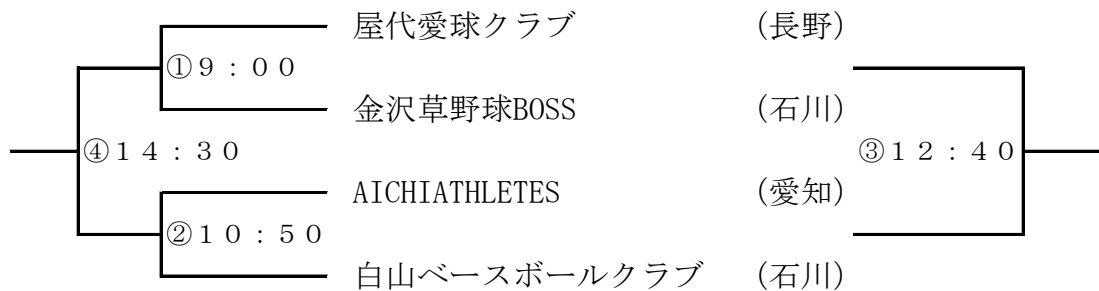 屋代愛球クラブ (長野)
①９：００
金沢草野球BOSS (石川)
④１４：３０ ③１２：４０
AICHIATHLETES (愛知)
②１０：５０
白山ベースボールクラブ (石川)